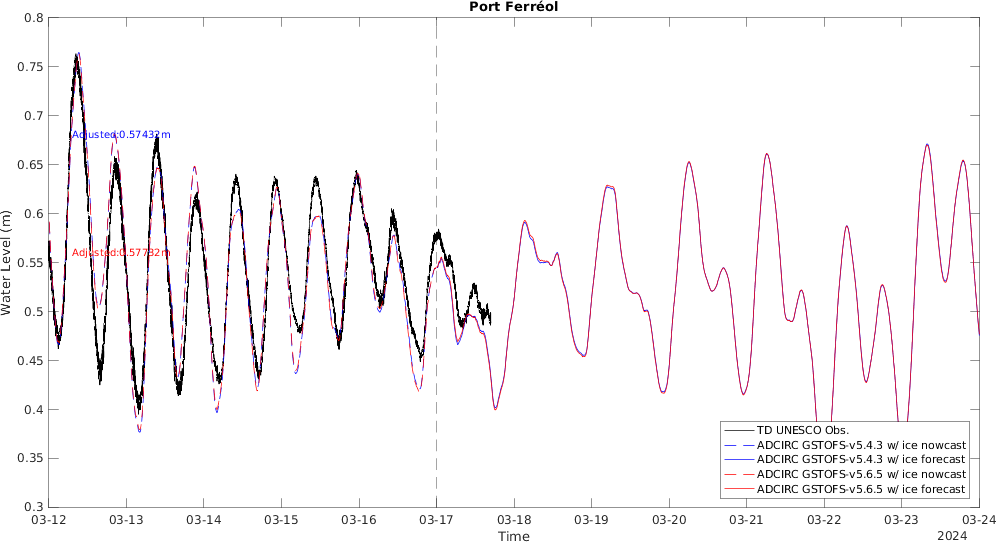 Port Ferréol
0.8
0.75
0.7
0.65
0.6
0.55
0.5
0.45
0.4
0.35
0.3
Water Level (m)
Adjusted:0.57432m
Adjusted:0.57732m
TD UNESCO Obs.
ADCIRC GSTOFS-v5.4.3 w/ ice nowcast
ADCIRC GSTOFS-v5.4.3 w/ ice forecast
ADCIRC GSTOFS-v5.6.5 w/ ice nowcast
ADCIRC GSTOFS-v5.6.5 w/ ice forecast
03-12 03-13 03-14 03-15 03-16 03-17 03-18 03-19 03-20 03-21 03-22 03-23 03-24
Time
2024